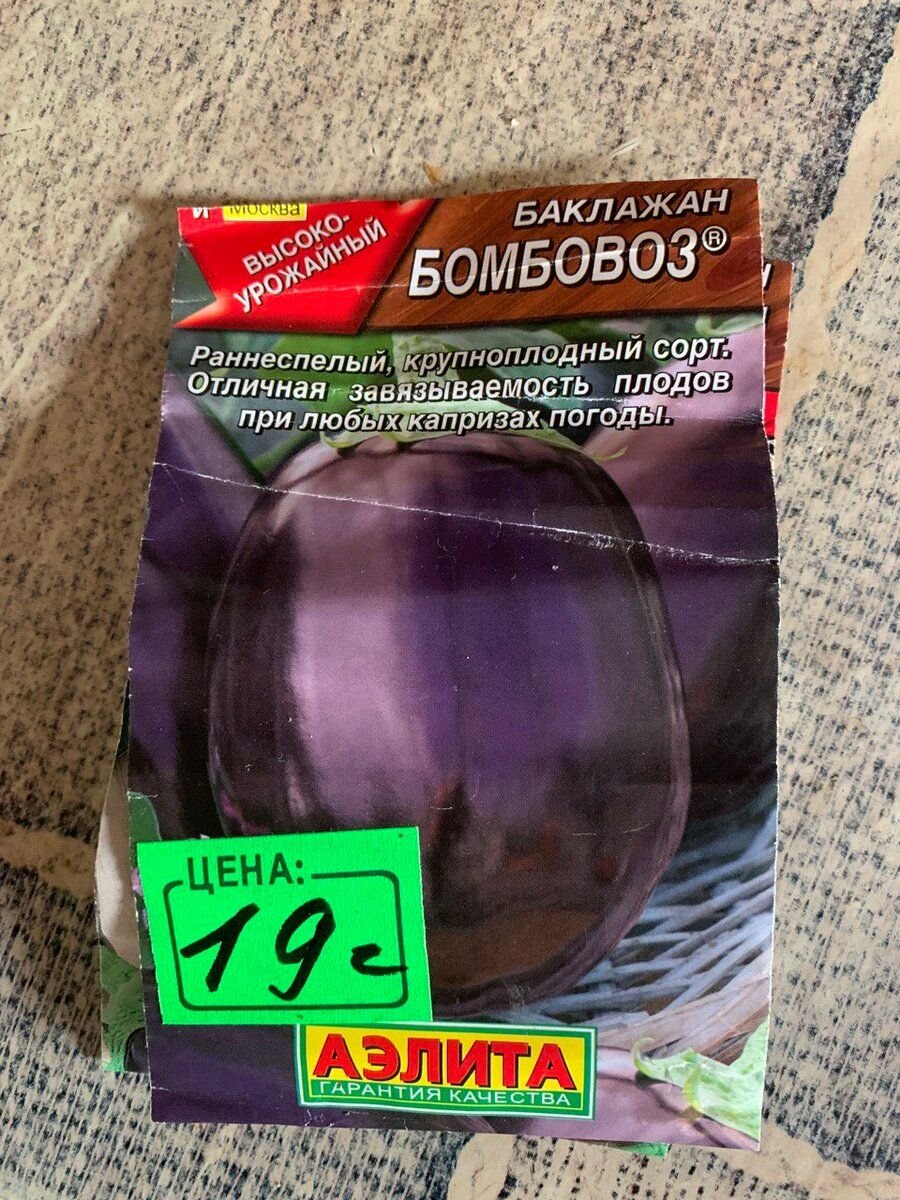 Москва
ВЫСОКО-
УРОЖАЙНЫЙ
БАКЛАЖАН
БОМБОВОЗ®
Раннеспелый, крупноплодный сорт.
Отличная завязываемость плодов
при любых капризах погоды.
ЦЕНА:
19 с
АЭЛИТА
ГАРАНТИЯ КАЧЕСТВА